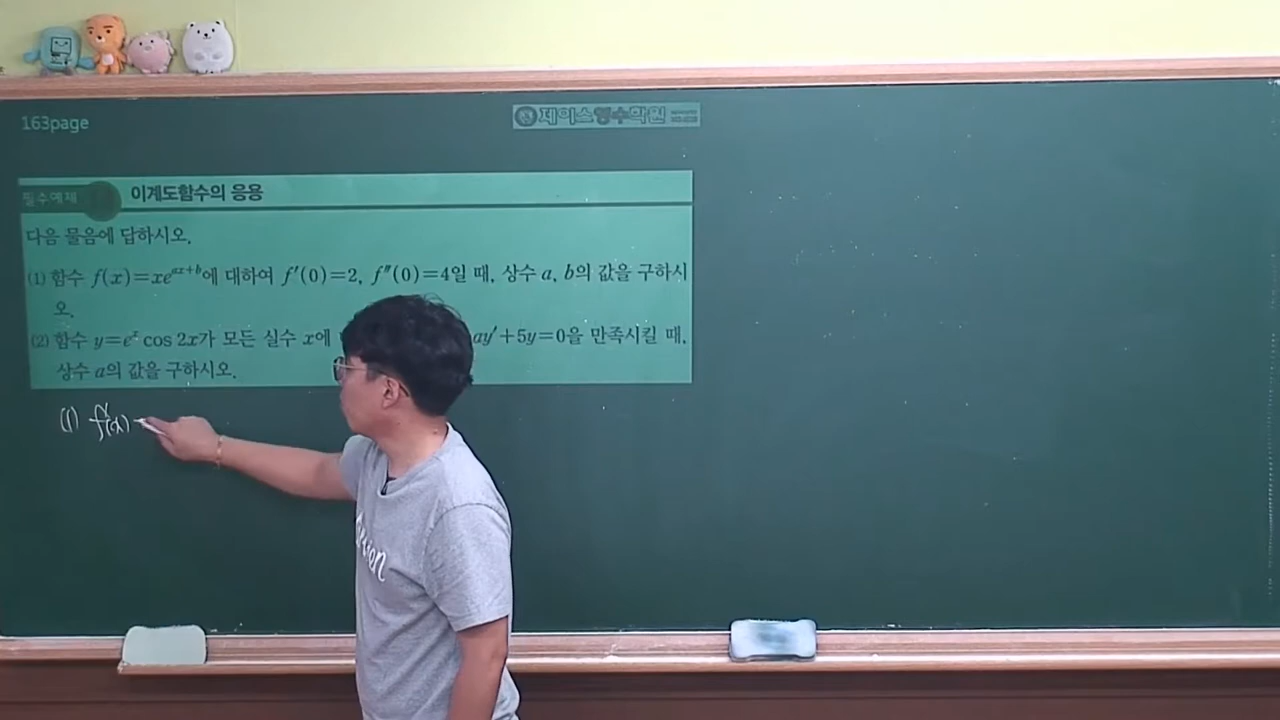 163page
제이스영수학원
필수예제 이계도함수의 응용
다음 물음에 답하시오.
(1) 함수 f(x)=xe^{ax+b}에 대하여 f′(0)=2, f″(0)=4일 때, 상수 a, b의 값을 구하시
오.
(2) 함수 y=e^x cos 2x가 모든 실수 x에 ay′+5y=0을 만족시킬 때,
상수 a의 값을 구하시오.
(1) f′(x)